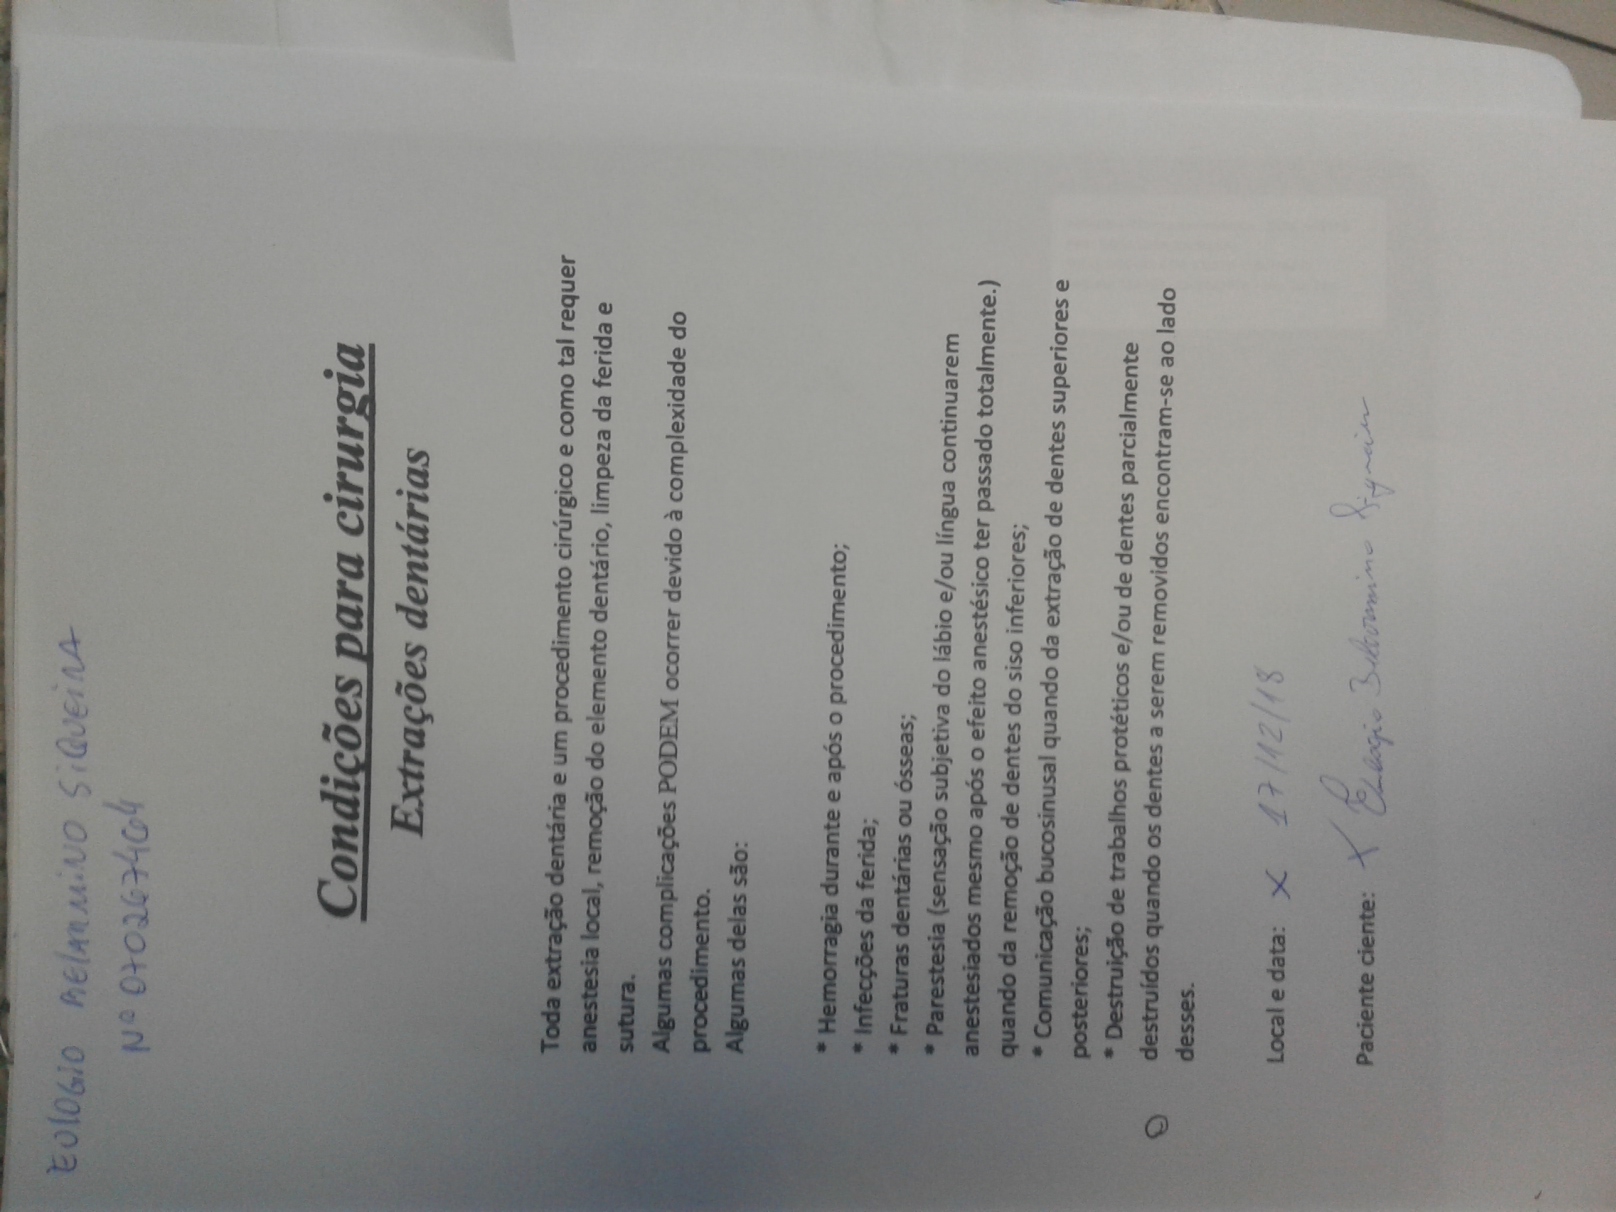 EULOGIO BELARMINO SIQUEIRA
Nº 0702674604
Condições para cirurgia
Extrações dentárias
Toda extração dentária e um procedimento cirúrgico e como tal requer
anestesia local, remoção do elemento dentário, limpeza da ferida e
sutura.
Algumas complicações PODEM ocorrer devido à complexidade do
procedimento.
Algumas delas são:
* Hemorragia durante e após o procedimento;
* Infecções da ferida;
* Fraturas dentárias ou ósseas;
* Parestesia (sensação subjetiva do lábio e/ou língua continuarem
anestesiados mesmo após o efeito anestésico ter passado totalmente.)
quando da remoção de dentes do siso inferiores;
* Comunicação bucosinusal quando da extração de dentes superiores e
posteriores;
* Destruição de trabalhos protéticos e/ou de dentes parcialmente
destruídos quando os dentes a serem removidos encontram-se ao lado
desses.
Local e data: x 17/12/18
Paciente ciente: x